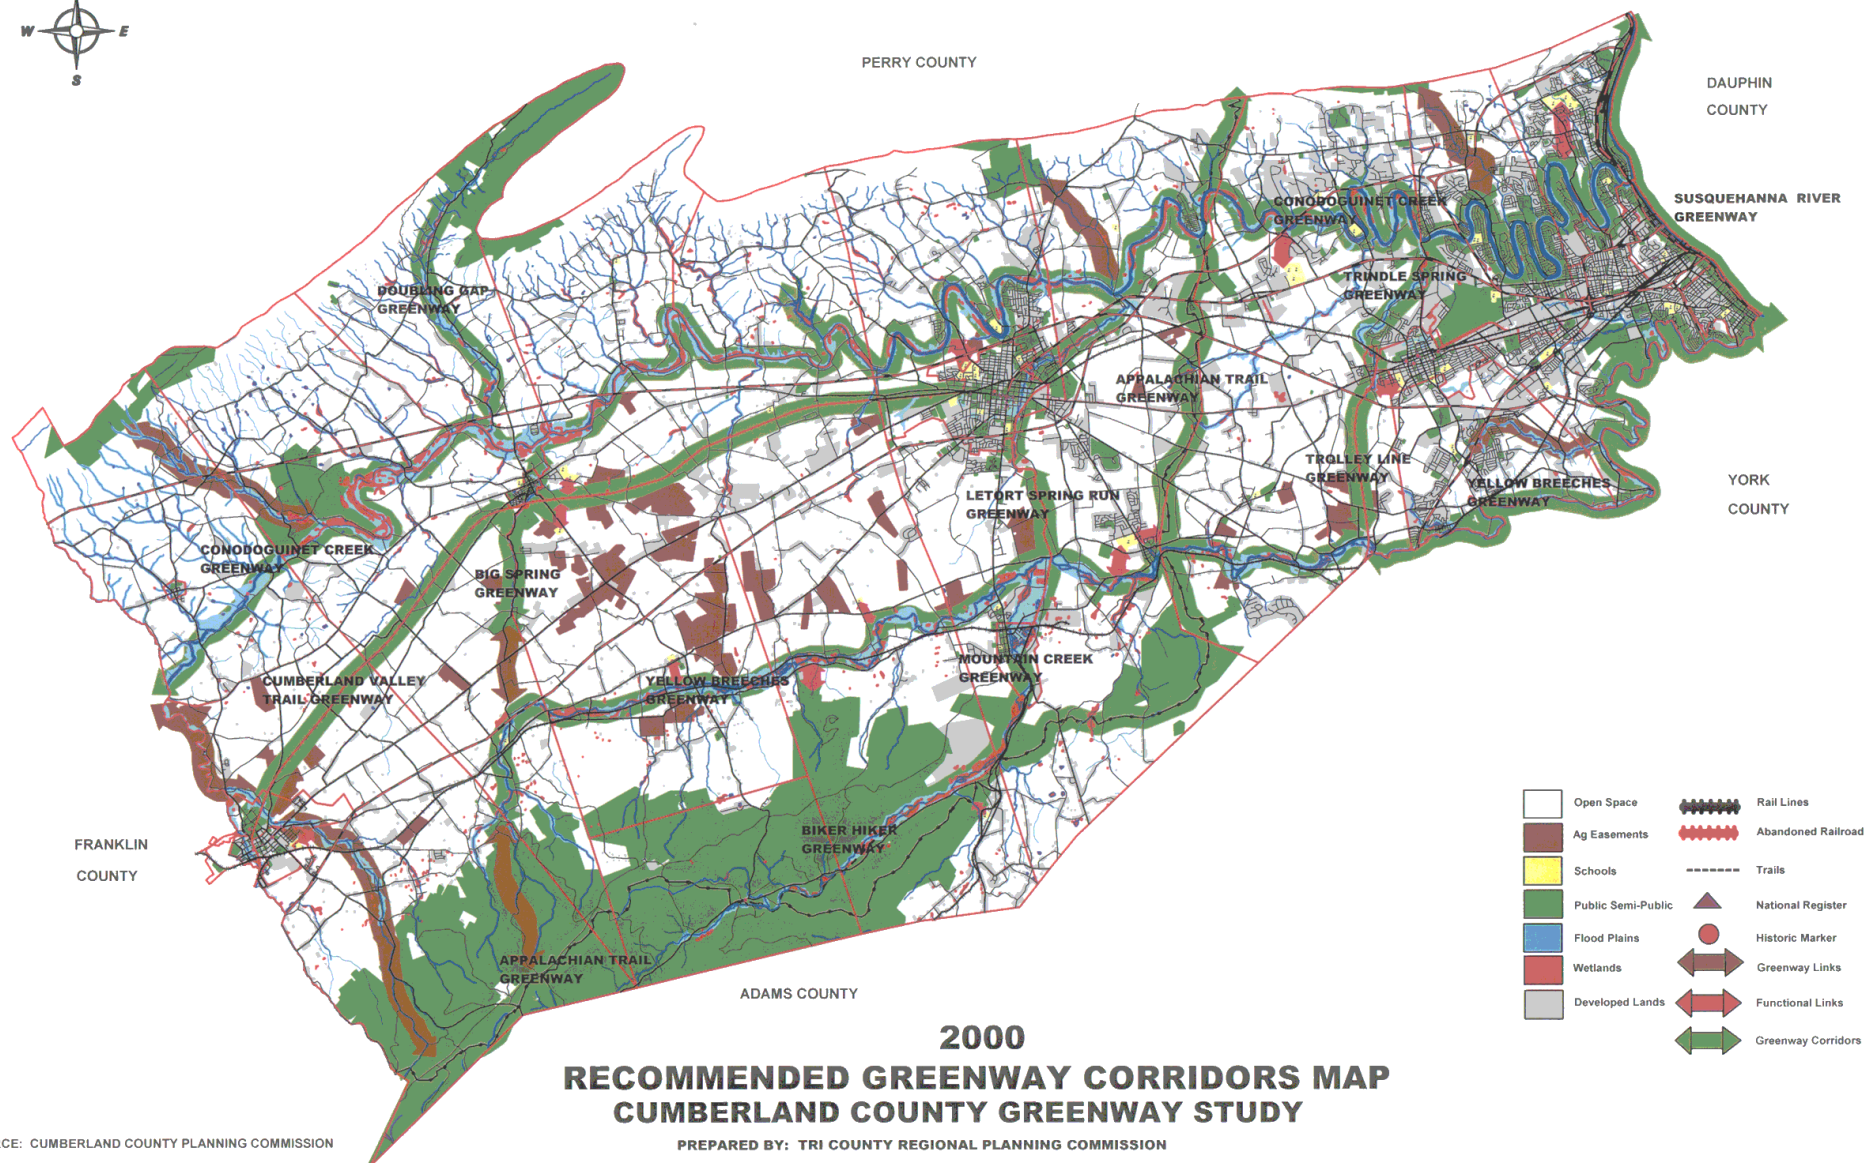 W E
S
PERRY COUNTY
DAUPHIN
COUNTY
SUSQUEHANNA RIVER
GREENWAY
CONODOGUINET CREEK
GREENWAY
TRINDLE SPRING
GREENWAY
DOUBLING GAP
GREENWAY
APPALACHIAN TRAIL
GREENWAY
TROLLEY LINE
GREENWAY
YELLOW BREECHES
GREENWAY
YORK
COUNTY
LETORT SPRING RUN
GREENWAY
CONODOGUINET CREEK
GREENWAY
BIG SPRING
GREENWAY
MOUNTAIN CREEK
GREENWAY
CUMBERLAND VALLEY
TRAIL GREENWAY
YELLOW BREECHES
GREENWAY
BIKER HIKER
GREENWAY
FRANKLIN
COUNTY
APPALACHIAN TRAIL
GREENWAY
ADAMS COUNTY
Open Space
Ag Easements
Schools
Public Semi-Public
Flood Plains
Wetlands
Developed Lands
Rail Lines
Abandoned Railroad
Trails
National Register
Historic Marker
Greenway Links
Functional Links
Greenway Corridors
2000
RECOMMENDED GREENWAY CORRIDORS MAP
CUMBERLAND COUNTY GREENWAY STUDY
PREPARED BY: TRI COUNTY REGIONAL PLANNING COMMISSION
RCE: CUMBERLAND COUNTY PLANNING COMMISSION